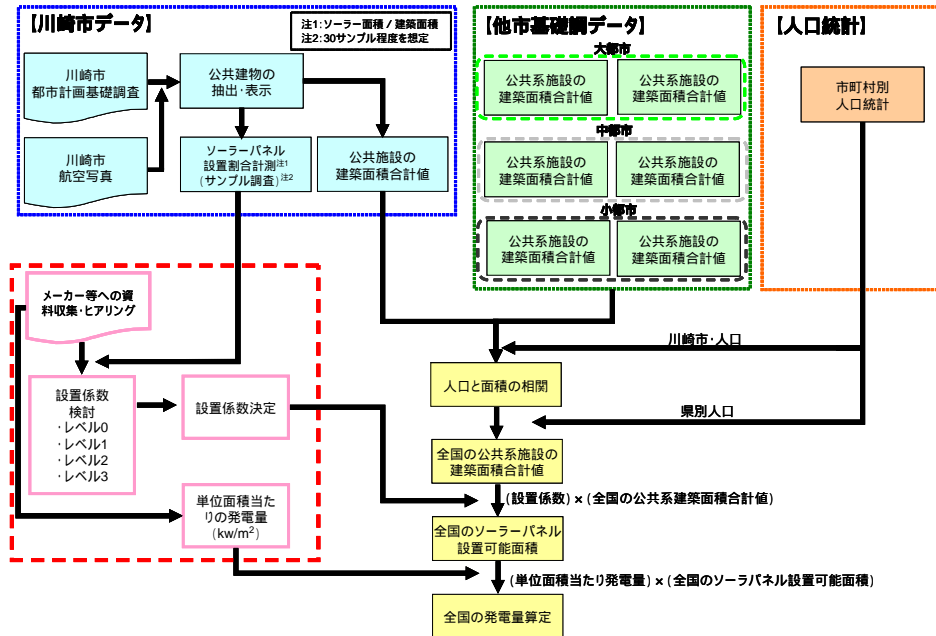 【川崎市データ】
注1:ソーラー面積 / 建築面積
注2:30サンプル程度を想定
川崎市
都市計画基礎調査
公共建物の
抽出・表示
川崎市
航空写真
ソーラーパネル
設置割合計測注1
(サンプル調査)注2
公共施設の
建築面積合計値
【他市基礎調データ】
大都市
公共系施設の
建築面積合計値
公共系施設の
建築面積合計値
中都市
公共系施設の
建築面積合計値
公共系施設の
建築面積合計値
小都市
公共系施設の
建築面積合計値
公共系施設の
建築面積合計値
【人口統計】
市町村別
人口統計
メーカー等への資
料収集・ヒアリング
設置係数
検討
・レベル0
・レベル1
・レベル2
・レベル3
設置係数決定
単位面積当た
りの発電量
(kw/m²)
川崎市・人口
人口と面積の相関
県別人口
全国の公共系施設の
建築面積合計値
(設置係数)×(全国の公共系建築面積合計値)
全国のソーラーパネル
設置可能面積
(単位面積当たり発電量)×(全国のソーラパネル設置可能面積)
全国の発電量算定